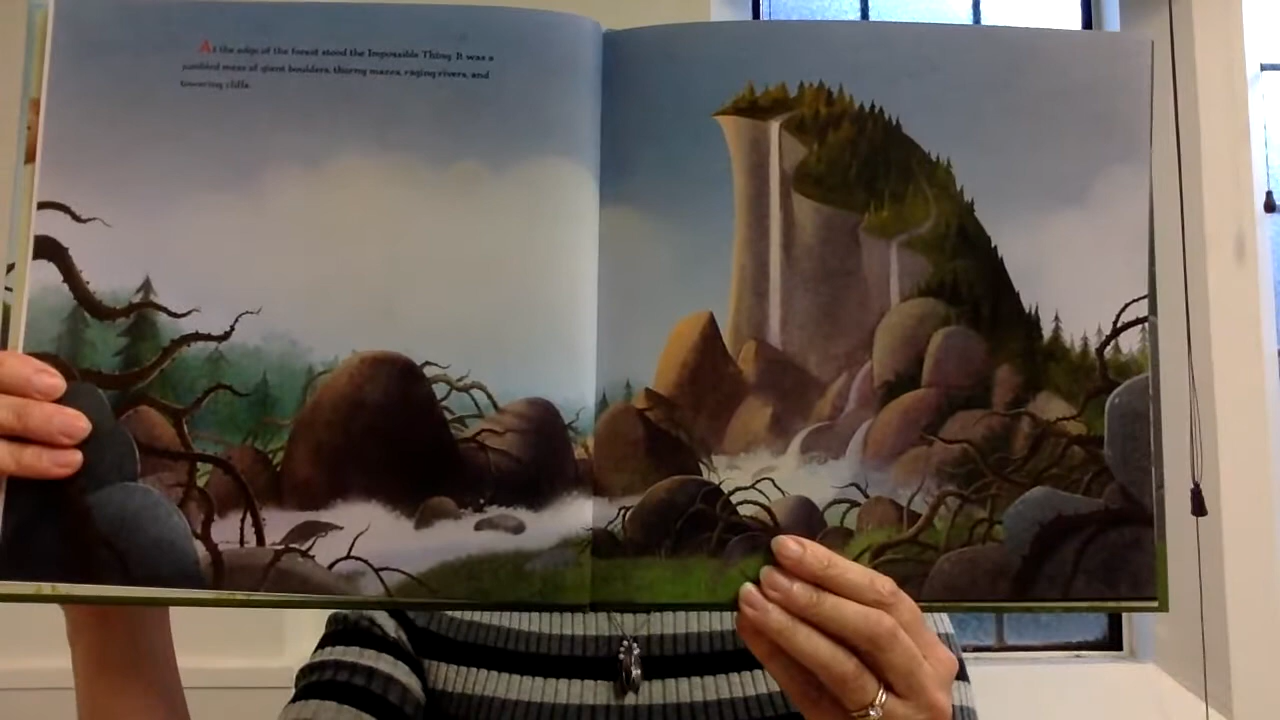 At the edge of the forest stood the Impossible Thing. It was a
jumbled mess of giant boulders, thorny mazes, raging rivers, and
towering cliffs.